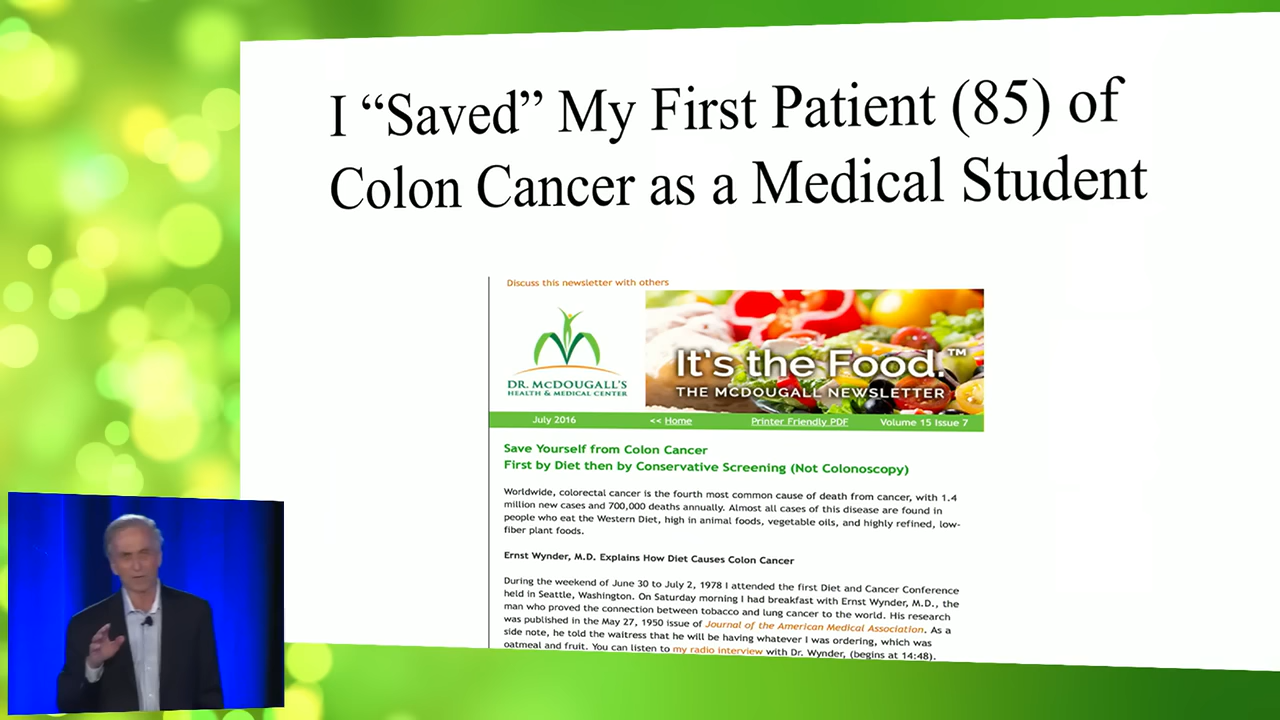 I “Saved” My First Patient (85) of
Colon Cancer as a Medical Student
Discuss this newsletter with others
DR. MCDOUGALL'S
HEALTH & MEDICAL CENTER
It's the Food.™
THE MCDOUGALL NEWSLETTER
July 2016 << Home Printer Friendly PDF Volume 15 Issue 7
Save Yourself from Colon Cancer
First by Diet then by Conservative Screening (Not Colonoscopy)
Worldwide, colorectal cancer is the fourth most common cause of death from cancer, with 1.4
million new cases and 700,000 deaths annually. Almost all cases of this disease are found in
people who eat the Western Diet, high in animal foods, vegetable oils, and highly refined, low-
fiber plant foods.
Ernst Wynder, M.D. Explains How Diet Causes Colon Cancer
During the weekend of June 30 to July 2, 1978 I attended the first Diet and Cancer Conference
held in Seattle, Washington. On Saturday morning I had breakfast with Ernst Wynder, M.D., the
man who proved the connection between tobacco and lung cancer to the world. His research
was published in the May 27, 1950 issue of Journal of the American Medical Association. As a
side note, he told the waitress that he will be having whatever I was ordering, which was
oatmeal and fruit. You can listen to my radio interview with Dr. Wynder, (begins at 14:48).